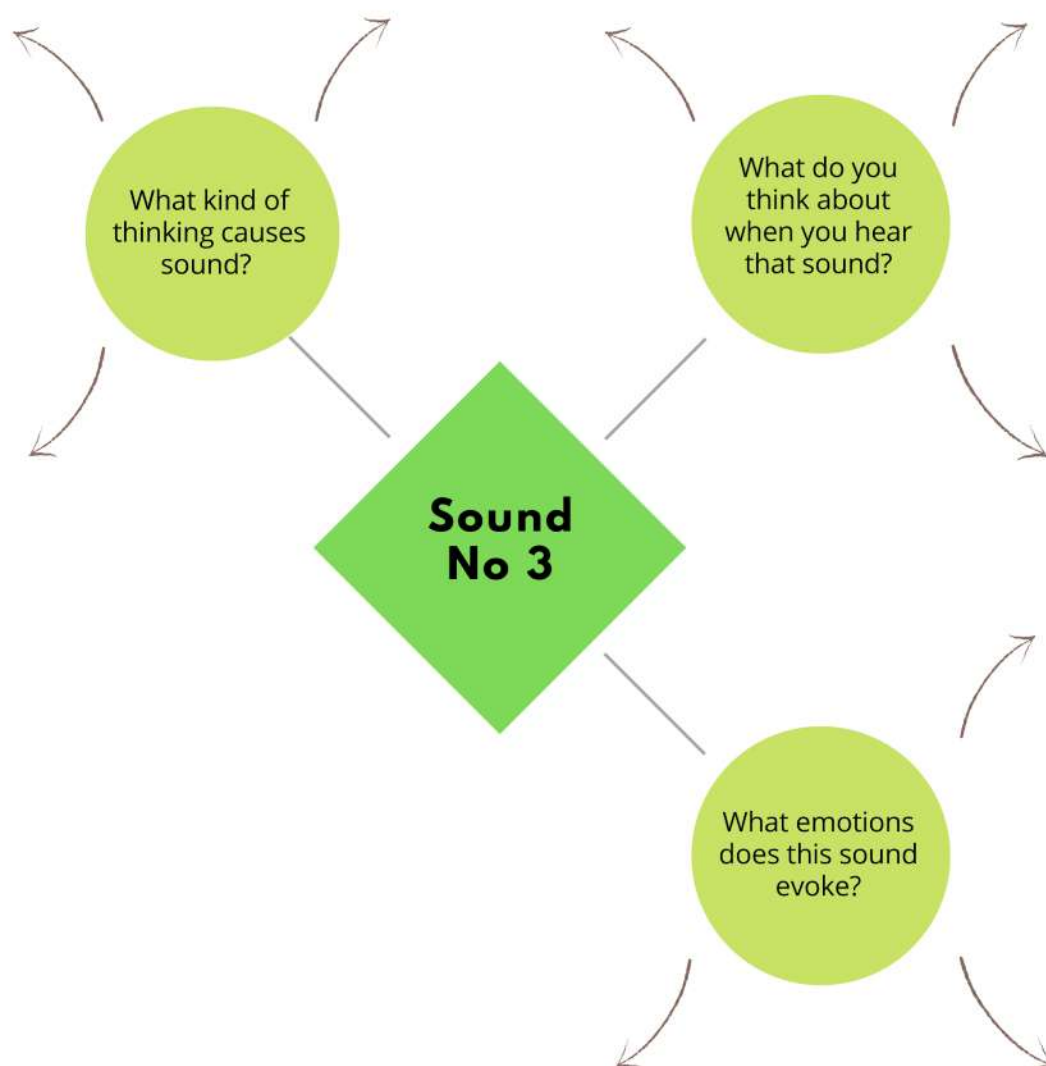 What kind of
thinking causes
sound?
What do you
think about
when you hear
that sound?
Sound
No 3
What emotions
does this sound
evoke?